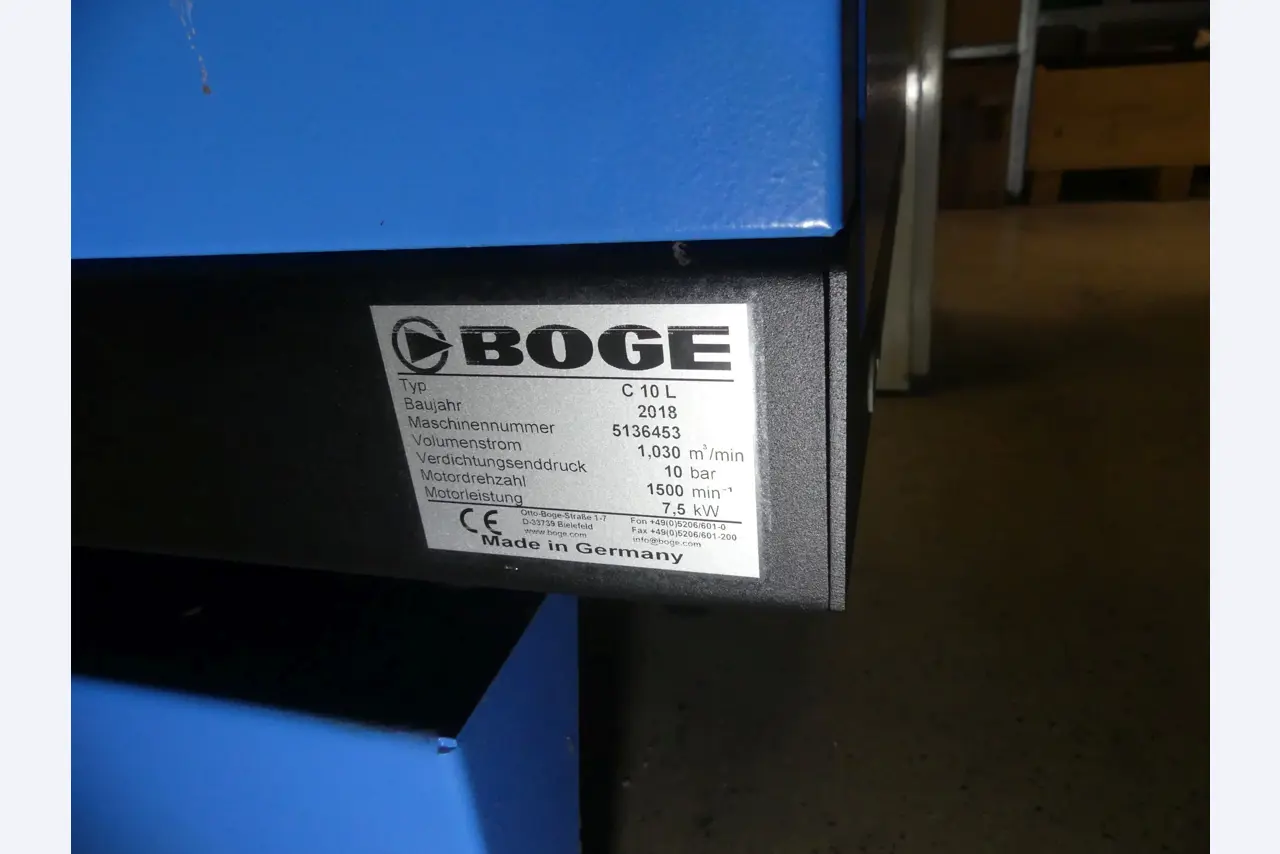 BOGE
Typ C 10 L
Baujahr 2018
Maschinennummer 5136453
Volumenstrom 1,030 m³/min
Verdichtungsenddruck 10 bar
Motordrehzahl 1500 min⁻¹
Motorleistung 7,5 kW
CE
Otto-Boge-Straße 1-7 Fon +49(0)5206/601-0
D-33739 Bielefeld Fax +49(0)5206/601-200
www.boge.com info@boge.com
Made in Germany